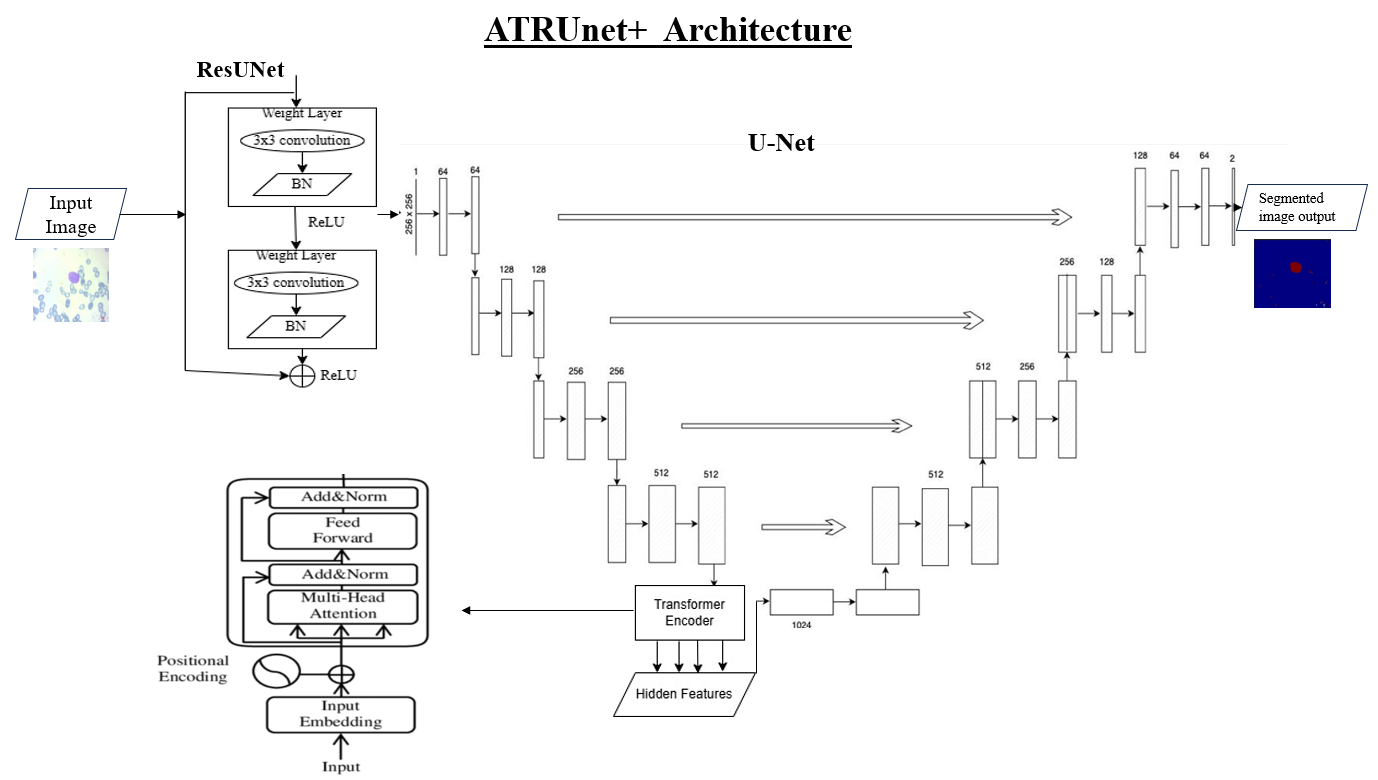 ATRUnet+ Architecture
ResUNet
Weight Layer
3x3 convolution
BN
ReLU
Weight Layer
3x3 convolution
BN
ReLU
Input
Image
U-Net
1
64
64
256 x 256
128
128
256
256
512
512
Transformer
Encoder
Hidden Features
1024
512
512
256
256
128
128
64
64
2
Segmented
image output
Add&Norm
Feed
Forward
Add&Norm
Multi-Head
Attention
Positional
Encoding
Input
Embedding
Input